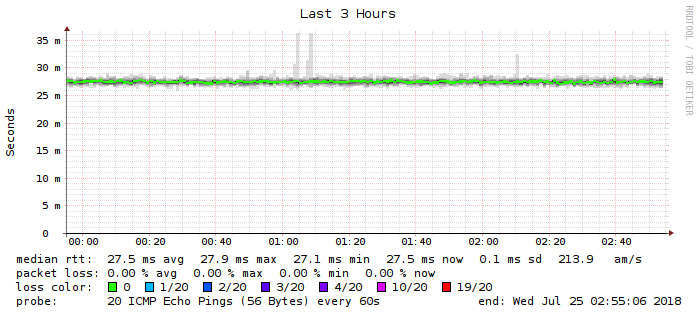 Last 3 Hours
RRDTOOL / TOBI OETIKER
Seconds
35 m
30 m
25 m
20 m
15 m
10 m
5 m
0
00:00 00:20 00:40 01:00 01:20 01:40 02:00 02:20 02:40
median rtt: 27.5 ms avg 27.9 ms max 27.1 ms min 27.5 ms now 0.1 ms sd 213.9 am/s
packet loss: 0.00 % avg 0.00 % max 0.00 % min 0.00 % now
loss color: 0 1/20 2/20 3/20 4/20 10/20 19/20
probe: 20 ICMP Echo Pings (56 Bytes) every 60s end: Wed Jul 25 02:55:06 2018